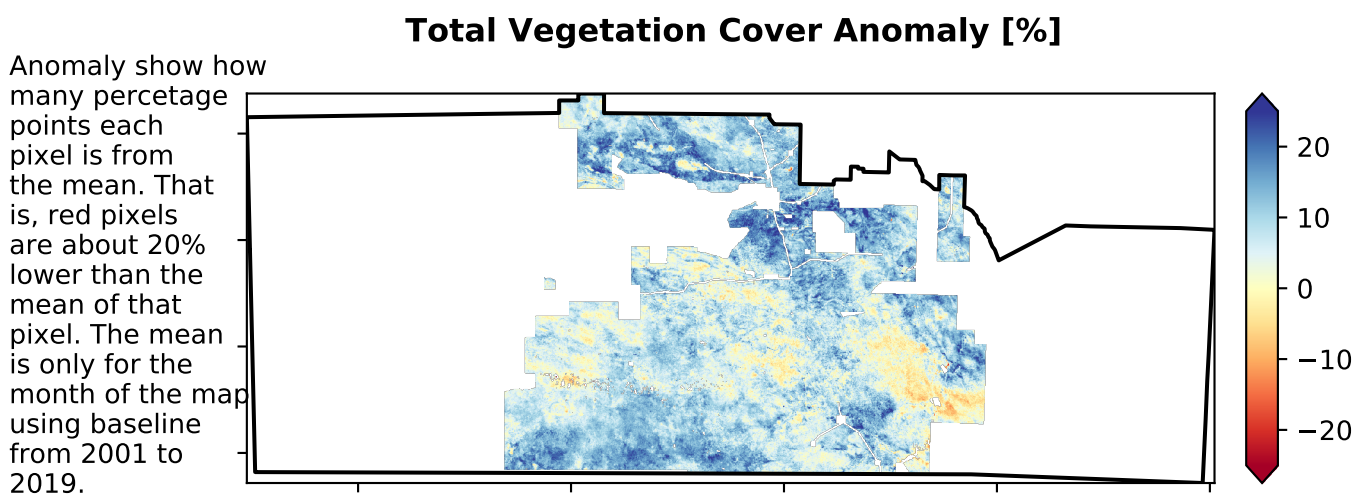 Total Vegetation Cover Anomaly [%]
Anomaly show how
many percetage
points each
pixel is from
the mean. That
is, red pixels
are about 20%
lower than the
mean of that
pixel. The mean
is only for the
month of the map
using baseline
from 2001 to
2019.
20
10
0
−10
−20